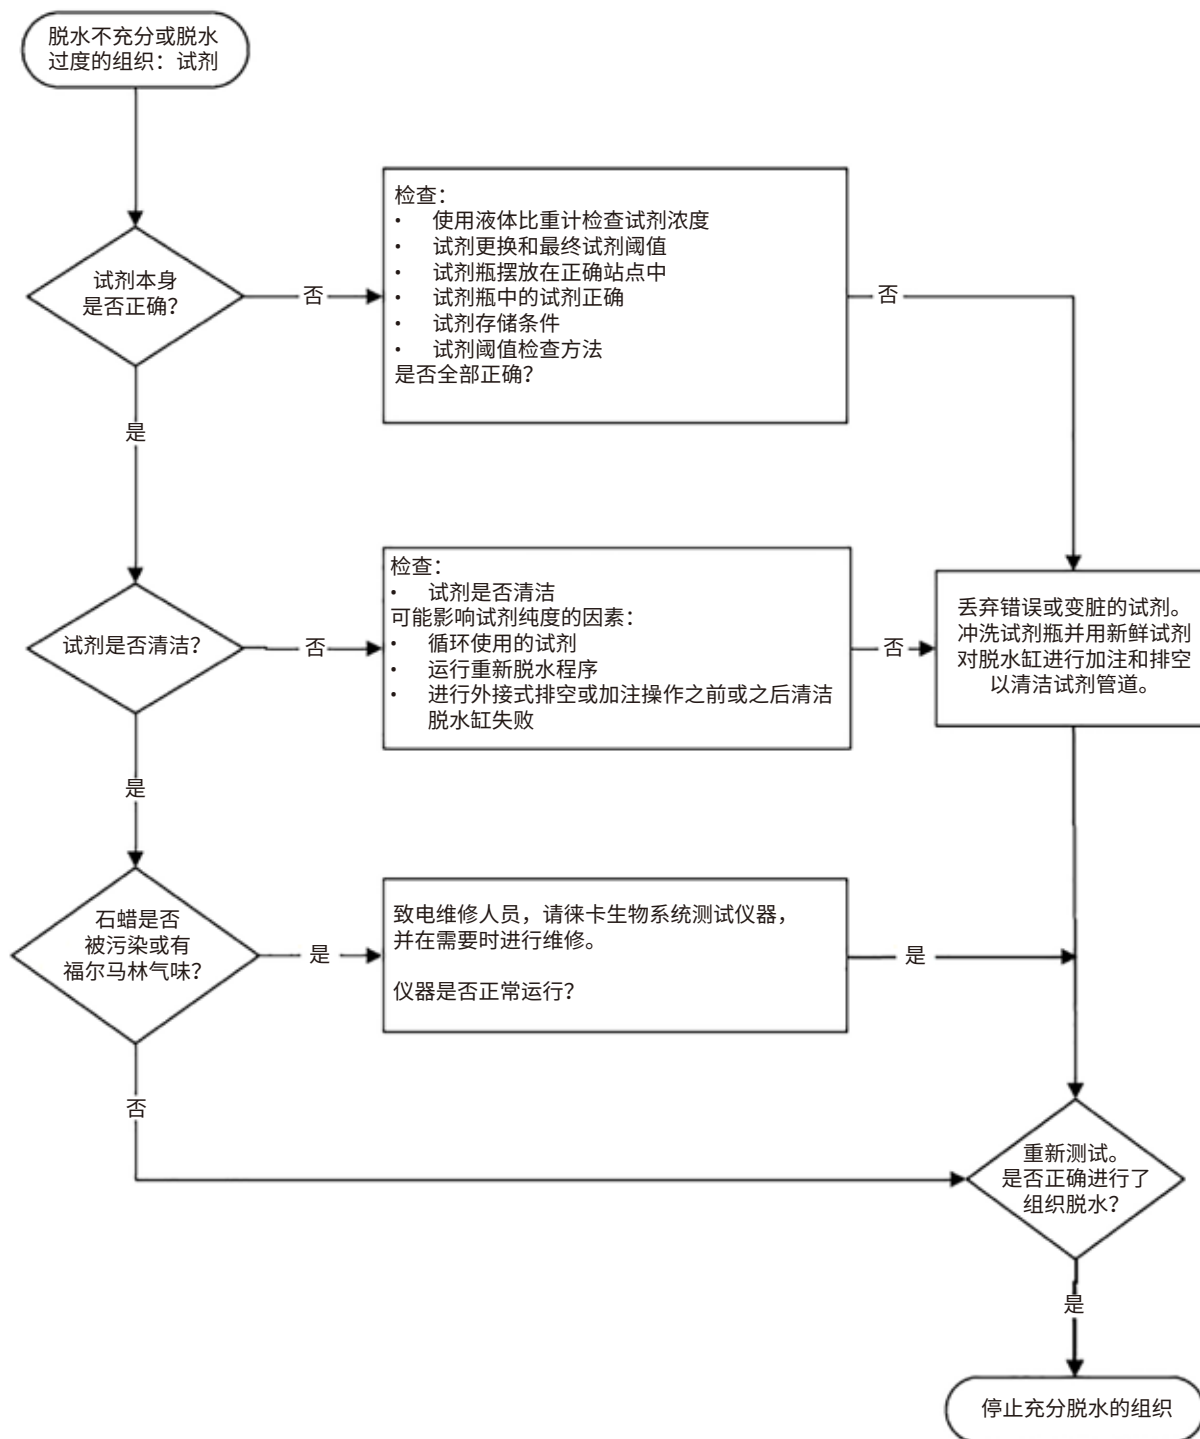 脱水不充分或脱水
过度的组织：试剂
试剂本身
是否正确？
否
检查：
• 使用液体比重计检查试剂浓度
• 试剂更换和最终试剂阈值
• 试剂瓶摆放在正确站点中
• 试剂瓶中的试剂正确
• 试剂存储条件
• 试剂阈值检查方法
是否全部正确？
否
是
试剂是否清洁？
否
检查：
• 试剂是否清洁
可能影响试剂纯度的因素：
• 循环使用的试剂
• 运行重新脱水程序
• 进行外接式排空或加注操作之前或之后清洁
脱水缸失败
否
丢弃错误或变脏的试剂。
冲洗试剂瓶并用新鲜试剂
对脱水缸进行加注和排空
以清洁试剂管道。
是
石蜡是否
被污染或有
福尔马林气味？
是
致电维修人员，请徕卡生物系统测试仪器，
并在需要时进行维修。
仪器是否正常运行？
是
否
重新测试。
是否正确进行了
组织脱水？
是
停止充分脱水的组织